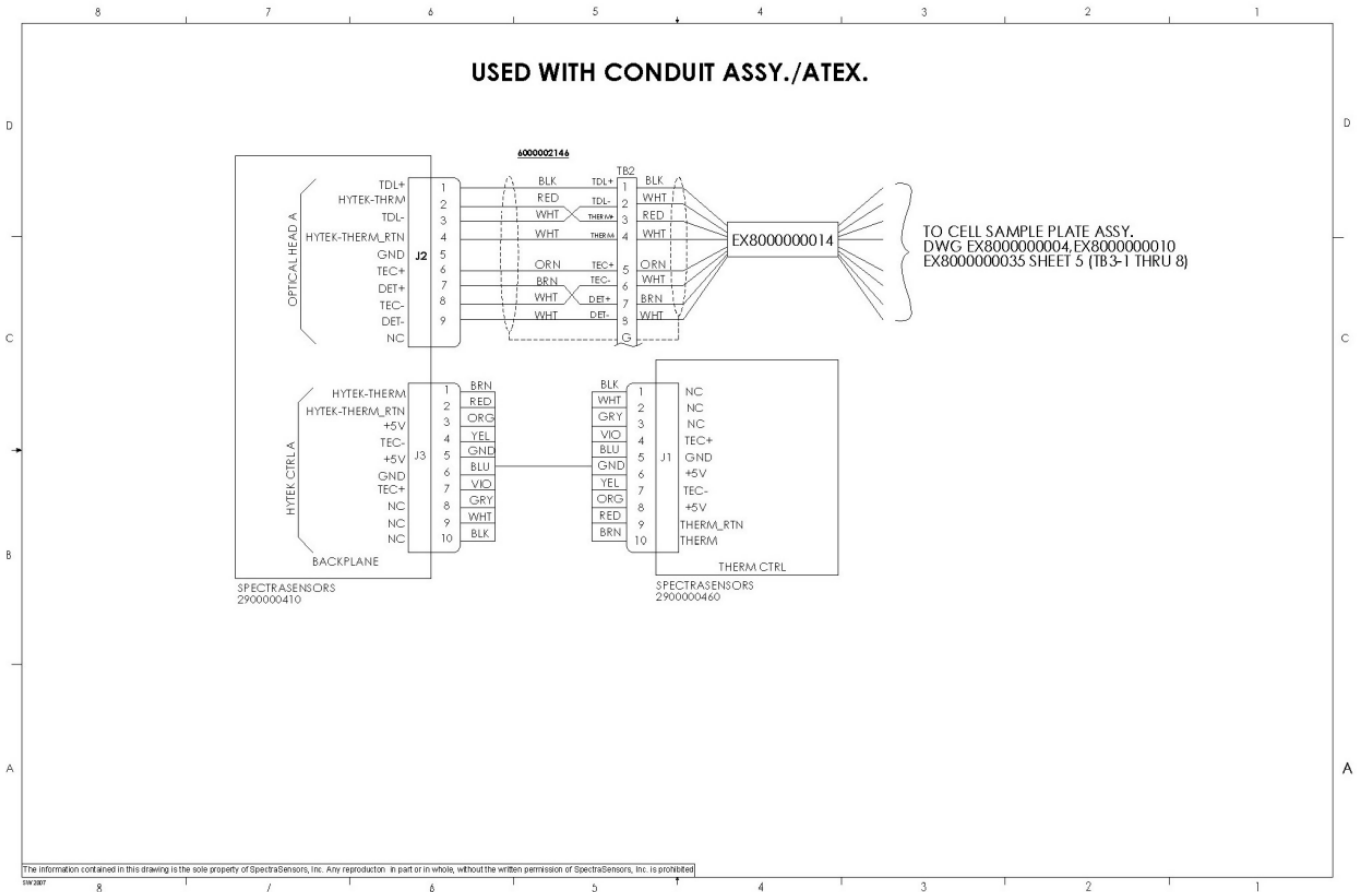 8 7 6 5 4 3 2 1
USED WITH CONDUIT ASSY./ATEX.
D D
6000002146
TB2
OPTICAL HEAD A
TDL+
HYTEK-THRM
TDL-
HYTEK-THERM_RTN
GND
TEC+
DET+
TEC-
DET-
NC
J2
1
2
3
4
5
6
7
8
9
BLK TDL+ 1 BLK
RED TDL- 2 WHT
WHT THERM+ 3 RED
WHT THERM- 4 WHT
ORN TEC+ 5 ORN
BRN TEC- 6 WHT
WHT DET+ 7 BRN
WHT DET- 8 WHT
G
EX8000000014
TO CELL SAMPLE PLATE ASSY.
DWG EX8000000004,EX8000000010
EX8000000035 SHEET 5 (TB3-1 THRU 8)
C C
HYTEK CTRL A
J3
HYTEK-THERM 1 BRN
HYTEK-THERM_RTN 2 RED
+5V 3 ORG
TEC- 4 YEL
+5V 5 GND
GND 6 BLU
TEC+ 7 VIO
NC 8 GRY
NC 9 WHT
NC 10 BLK
BACKPLANE
SPECTRASENSORS
2900000410
J1
BLK 1 NC
WHT 2 NC
GRY 3 NC
VIO 4 TEC+
BLU 5 GND
GND 6 +5V
YEL 7 TEC-
ORG 8 +5V
RED 9 THERM_RTN
BRN 10 THERM
THERM CTRL
SPECTRASENSORS
2900000460
B B
A A
The information contained in this drawing is the sole property of SpectraSensors, Inc. Any reproducton in part or in whole, without the written permission of SpectraSensors, Inc. is prohibited
SW2007
8 7 6 5 4 3 2 1